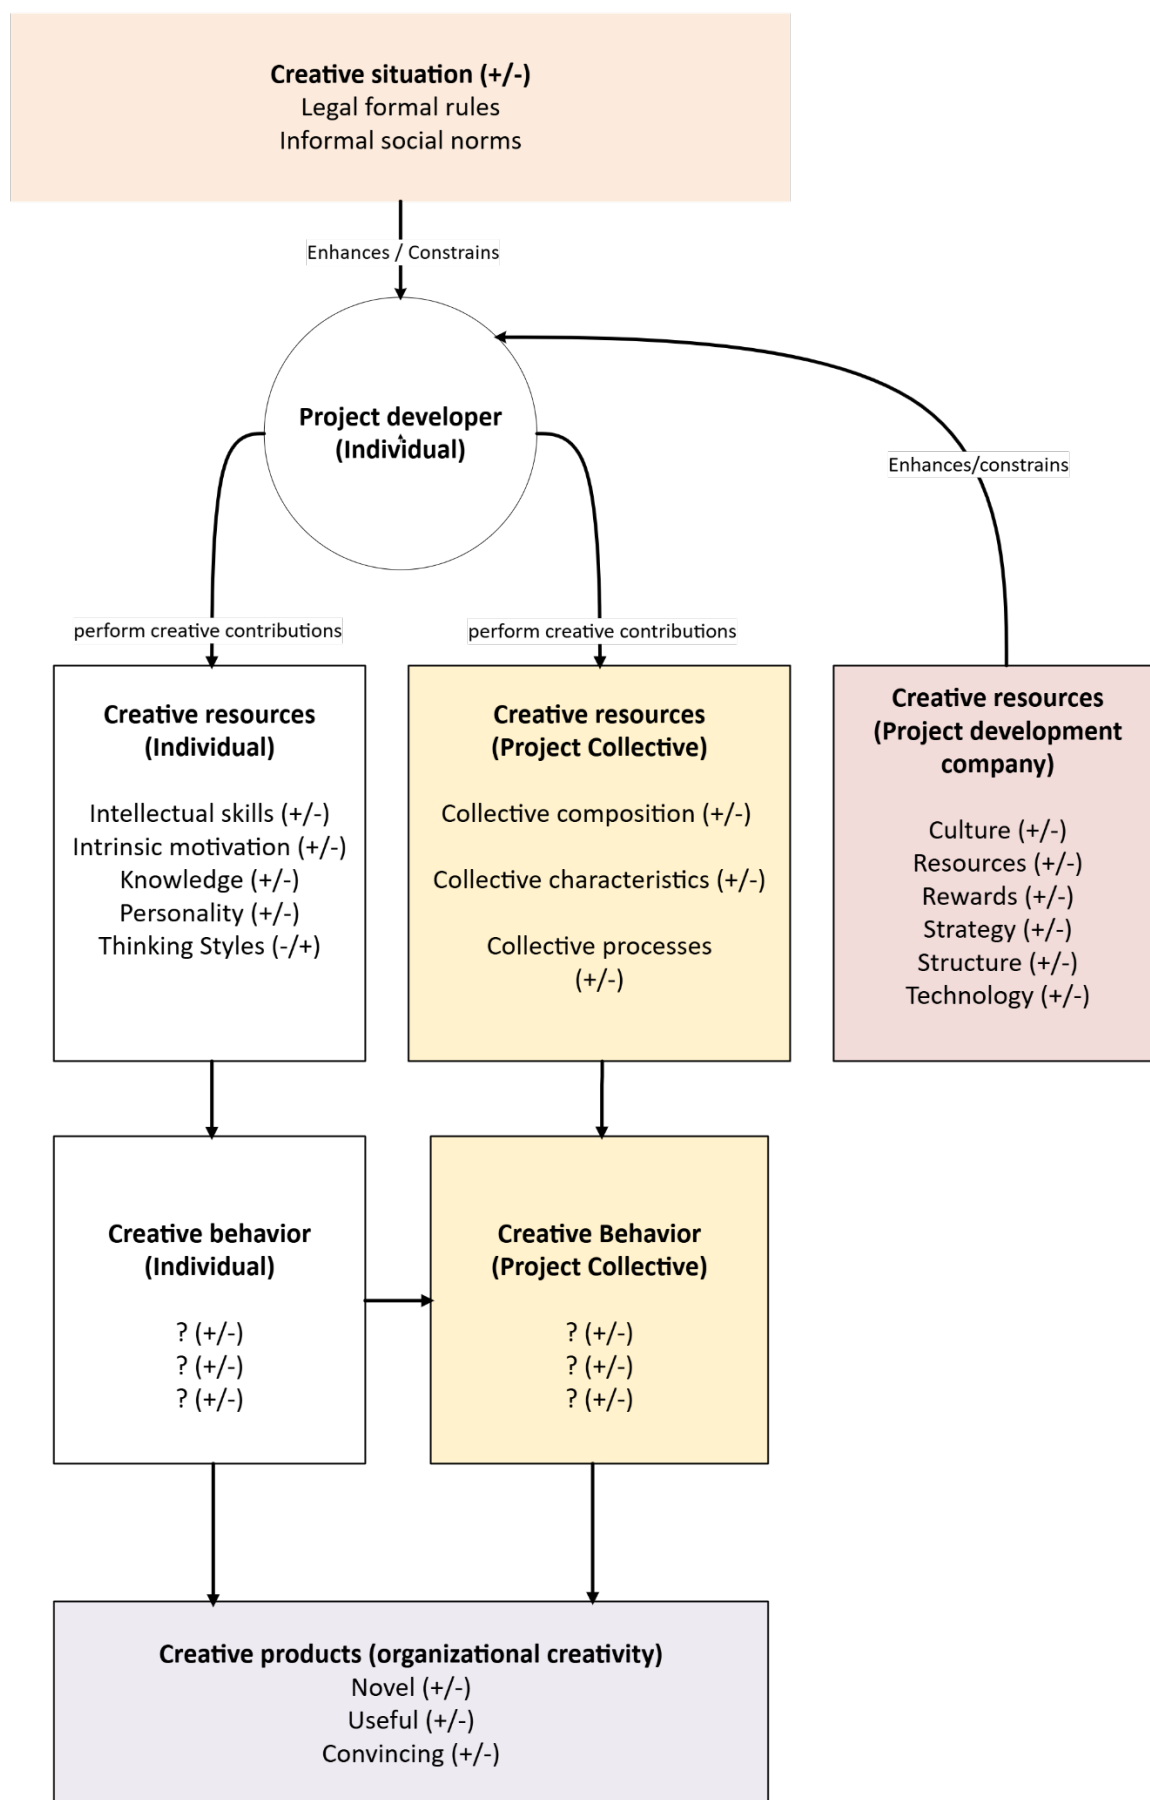 Creative situation (+/-)
Legal formal rules
Informal social norms
Enhances / Constrains
Project developer
(Individual)
Enhances/constrains
perform creative contributions
perform creative contributions
Creative resources
(Individual)
Intellectual skills (+/-)
Intrinsic motivation (+/-)
Knowledge (+/-)
Personality (+/-)
Thinking Styles (-/+)
Creative resources
(Project Collective)
Collective composition (+/-)
Collective characteristics (+/-)
Collective processes
(+/-)
Creative resources
(Project development
company)
Culture (+/-)
Resources (+/-)
Rewards (+/-)
Strategy (+/-)
Structure (+/-)
Technology (+/-)
Creative behavior
(Individual)
? (+/-)
? (+/-)
? (+/-)
Creative Behavior
(Project Collective)
? (+/-)
? (+/-)
? (+/-)
Creative products (organizational creativity)
Novel (+/-)
Useful (+/-)
Convincing (+/-)